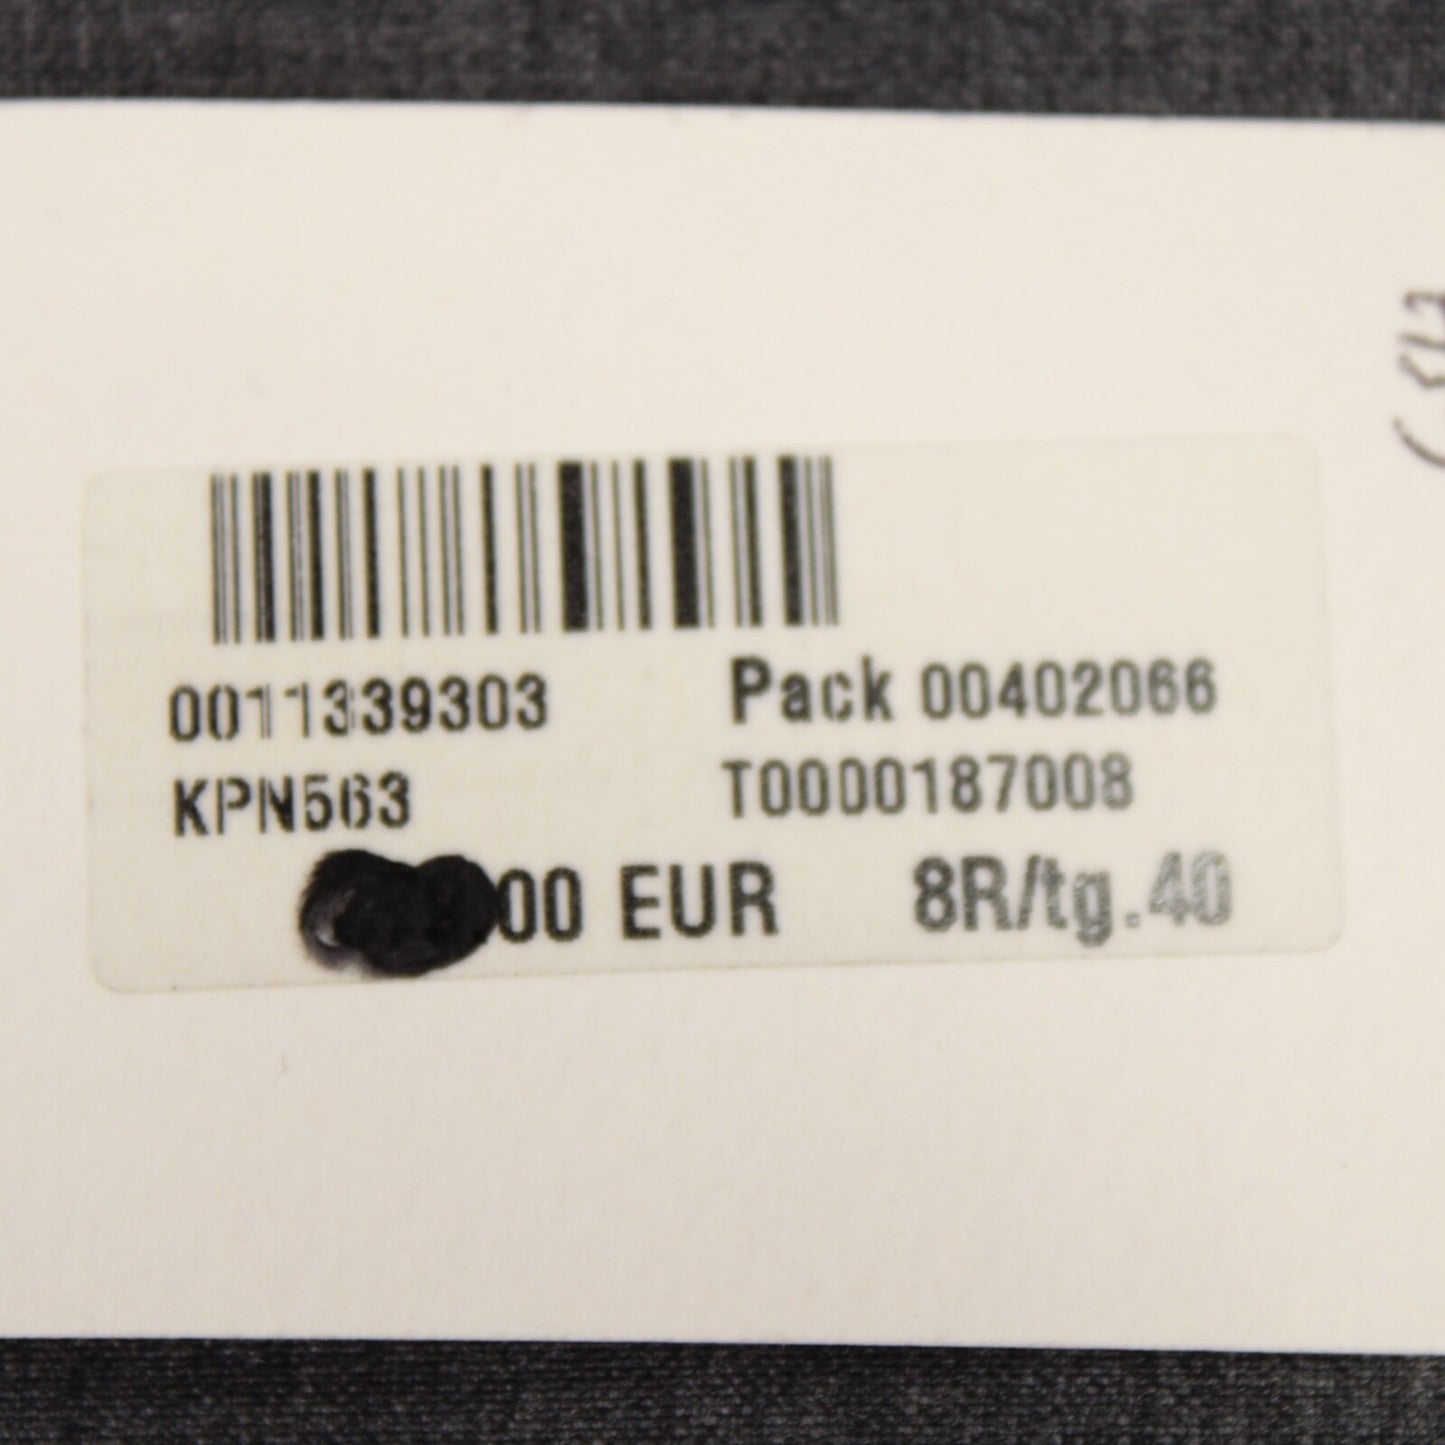 0011339303 Pack 00402066
KPN563 T0000187008
00 EUR 8R/tg.40